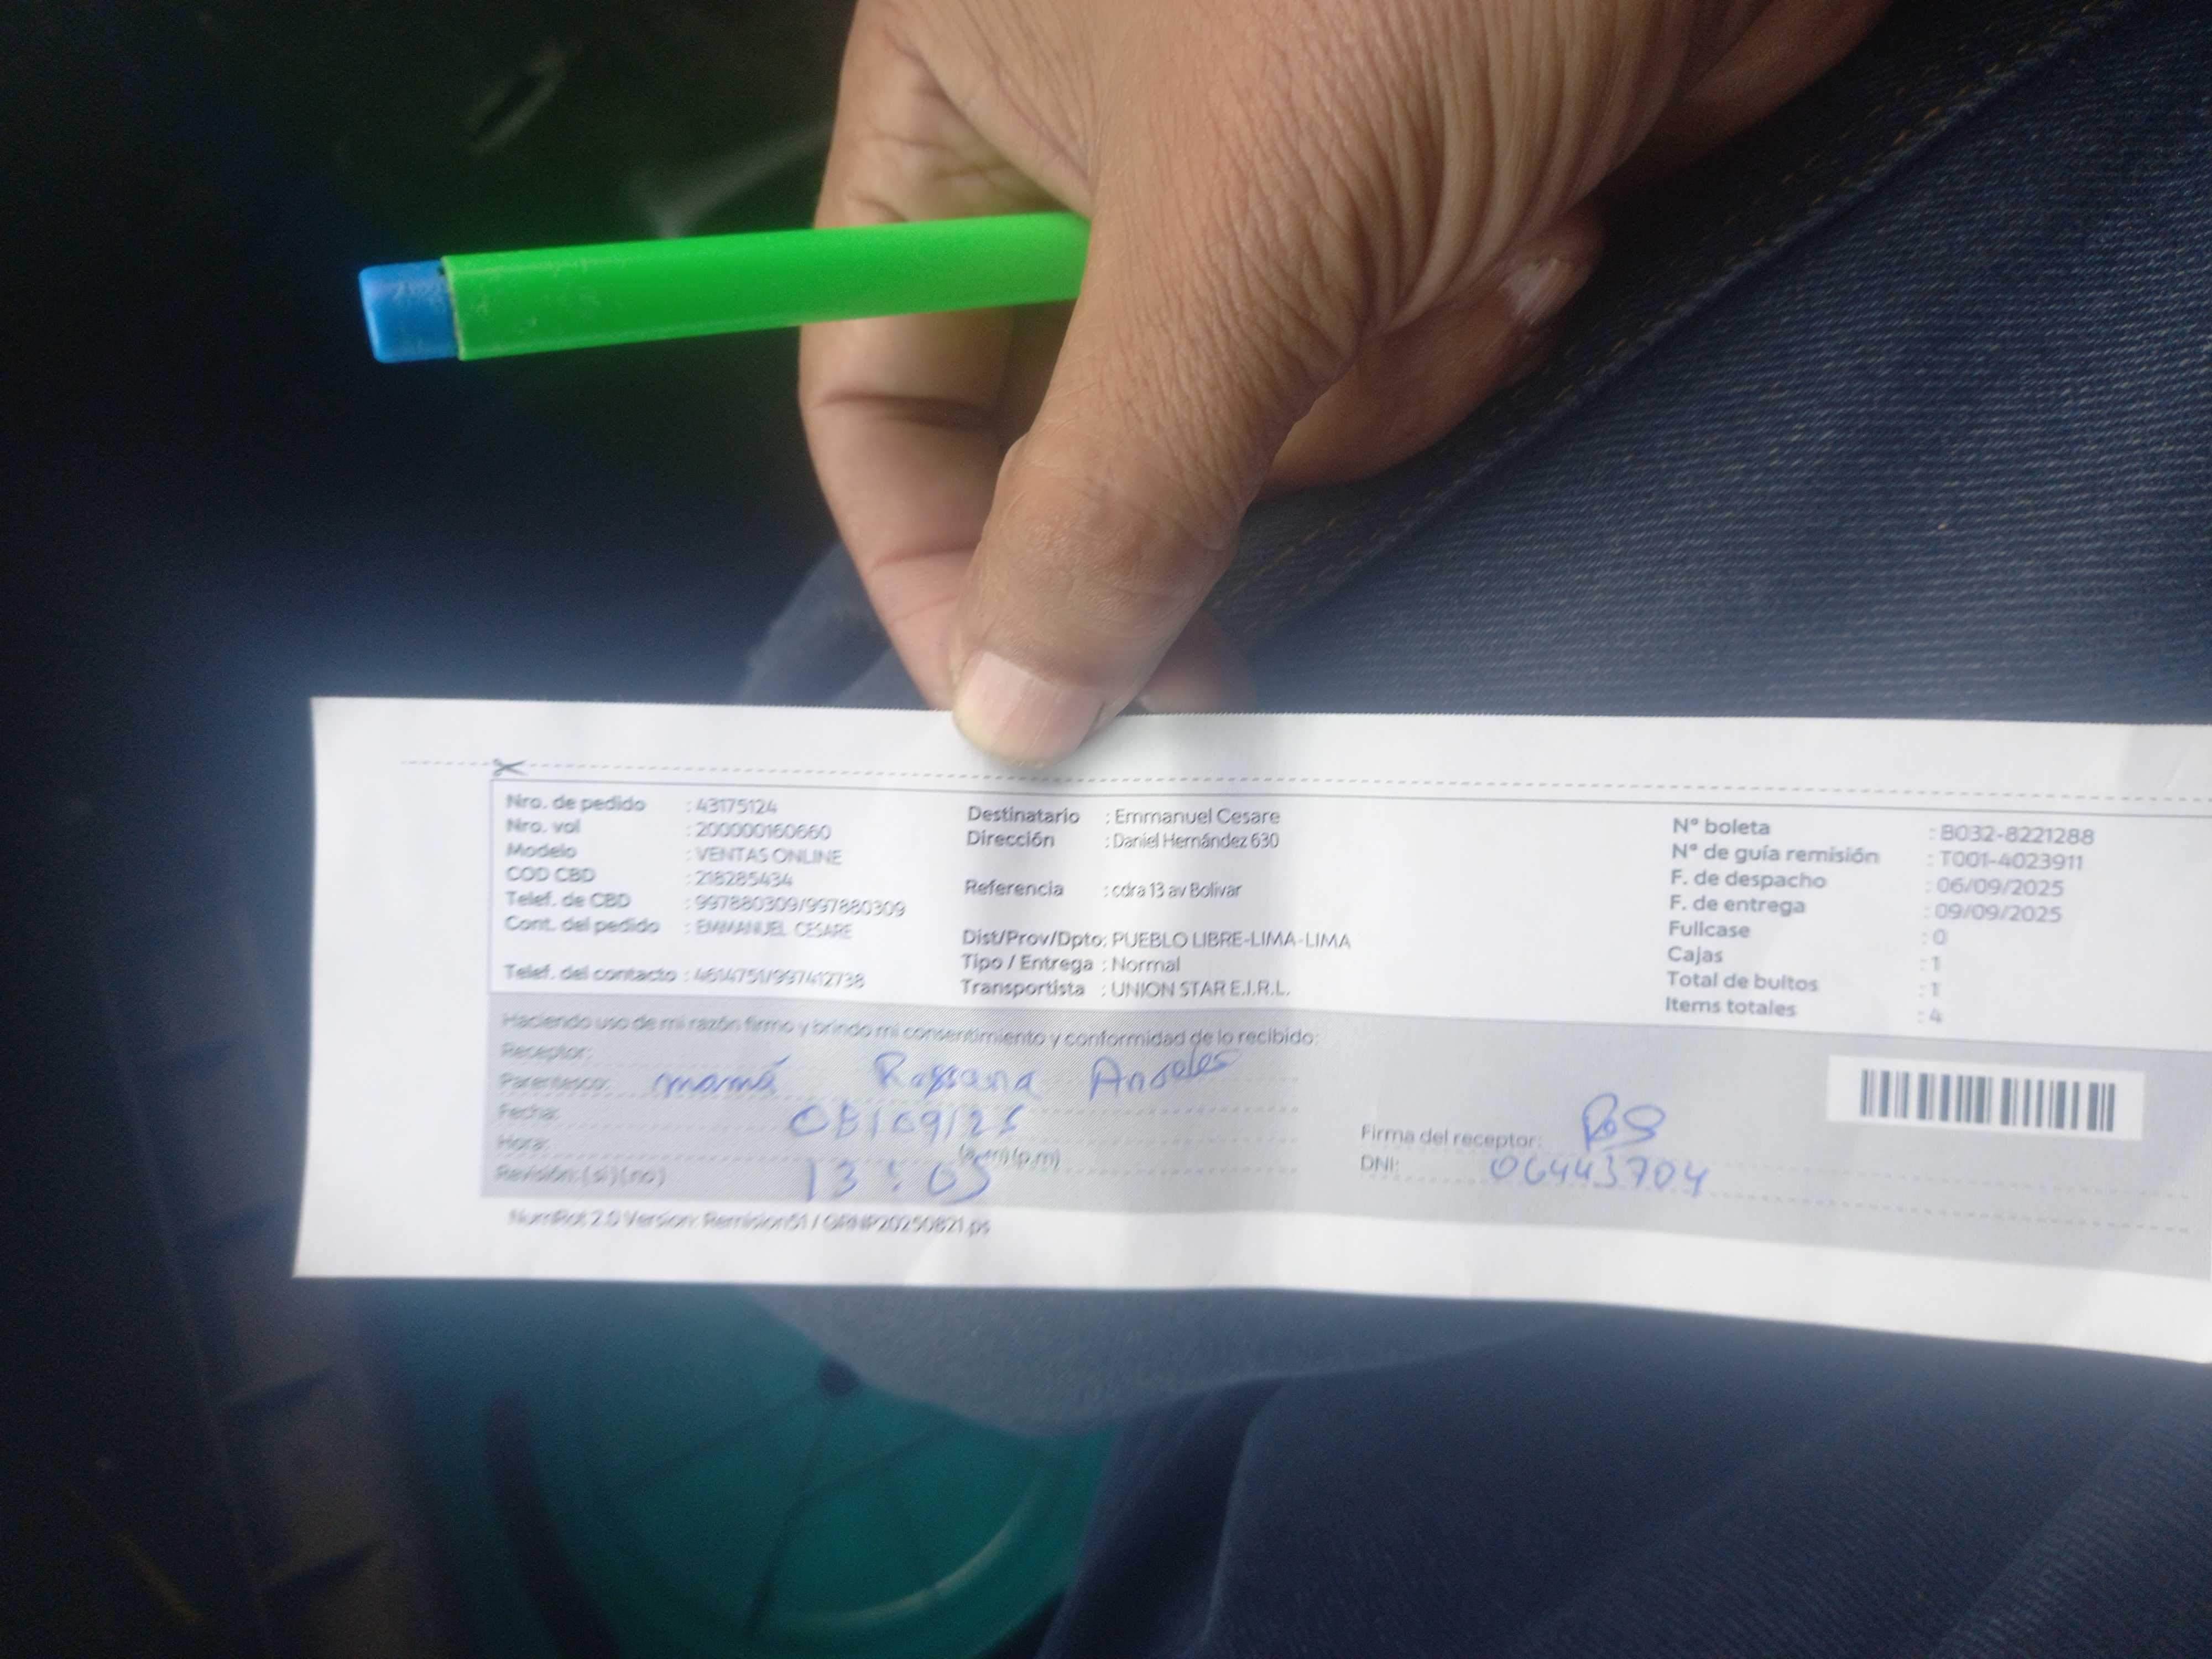 Nro. de pedido : 43175124
Nro. vol : 200000160660
Modelo : VENTAS ONLINE
COD CBD : 218285434
Telef. de CBD : 997880309/997880309
Cont. del pedido : EMMANUEL CESARE
Telef. del contacto : 4614751/997412738
Destinatario : Emmanuel Cesare
Dirección : Daniel Hernández 630
Referencia : cdra 13 av Bolivar
Dist/Prov/Dpto: PUEBLO LIBRE-LIMA-LIMA
Tipo / Entrega : Normal
Transportista : UNION STAR E.I.R.L.
N° boleta : B032-8221288
N° de guía remisión : T001-4023911
F. de despacho : 06/09/2025
F. de entrega : 09/09/2025
Fullcase : 0
Cajas : 1
Total de bultos : 1
Items totales : 4
Haciendo uso de mi razón firmo y brindo mi consentimiento y conformidad de lo recibido:
Receptor:
Parentesco: mamá Rossana
Fecha: 08/09/25
Hora: 13:05 (a.m) (p.m)
Revisión: (si) (no)
Firma del receptor: Ros
DNI: 06443704
NumRot 2.0 Version: Remision51 /